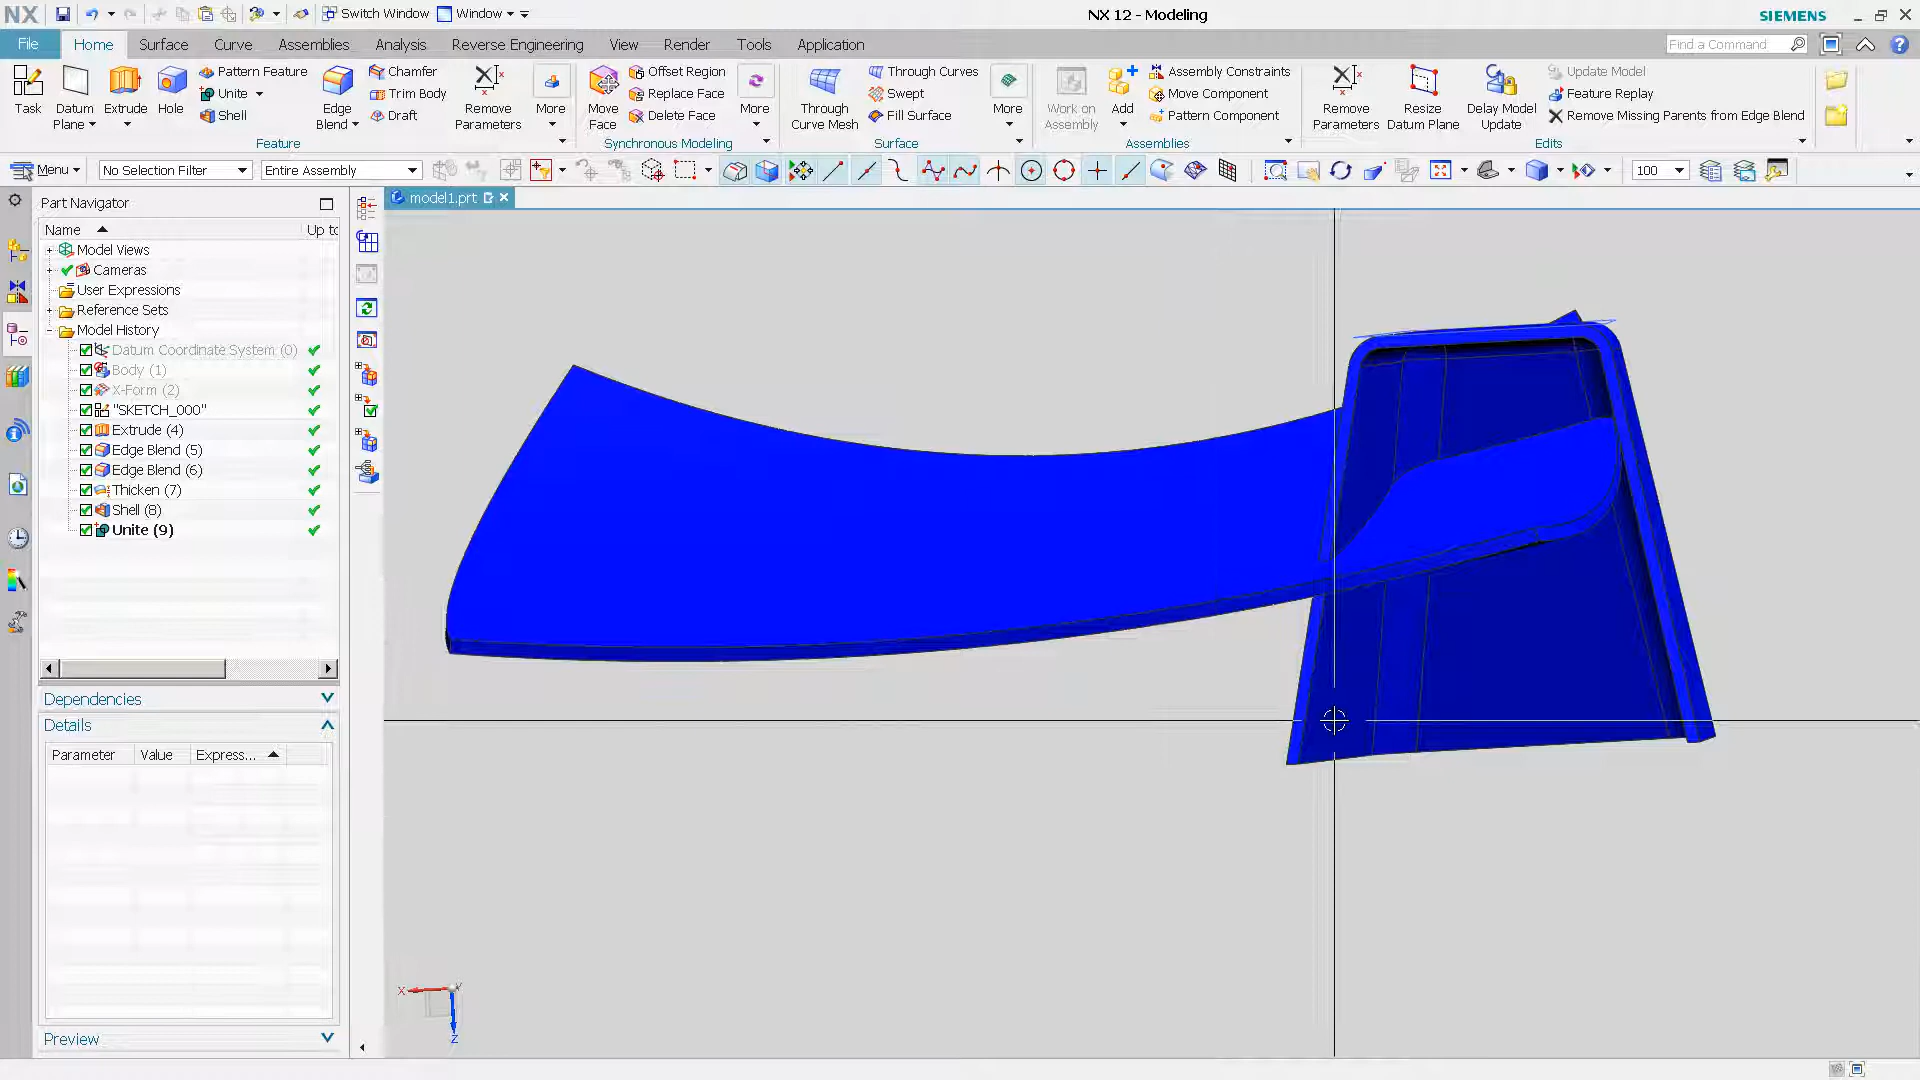 NX
Switch Window
Window
NX 12 - Modeling
SIEMENS
File
Home
Surface
Curve
Assemblies
Analysis
Reverse Engineering
View
Render
Tools
Application
Find a Command
Task
Datum
Plane
Extrude
Hole
Pattern Feature
Unite
Shell
Edge
Blend
Chamfer
Trim Body
Draft
Remove
Parameters
More
Feature
Move
Face
Offset Region
Replace Face
Delete Face
More
Synchronous Modeling
Through
Curve Mesh
Through Curves
Swept
Fill Surface
More
Surface
Work on
Assembly
Add
Assembly Constraints
Move Component
Pattern Component
Assemblies
Remove
Parameters
Resize
Datum Plane
Delay Model
Update
Update Model
Feature Replay
Remove Missing Parents from Edge Blend
Edits
Menu
No Selection Filter
Entire Assembly
100
Part Navigator
Name
Up to
Model Views
Cameras
User Expressions
Reference Sets
Model History
Datum Coordinate System (0)
Body (1)
X-Form (2)
"SKETCH_000"
Extrude (4)
Edge Blend (5)
Edge Blend (6)
Thicken (7)
Shell (8)
Unite (9)
Dependencies
Details
Parameter
Value
Express...
Preview
model1.prt
X
Y
Z